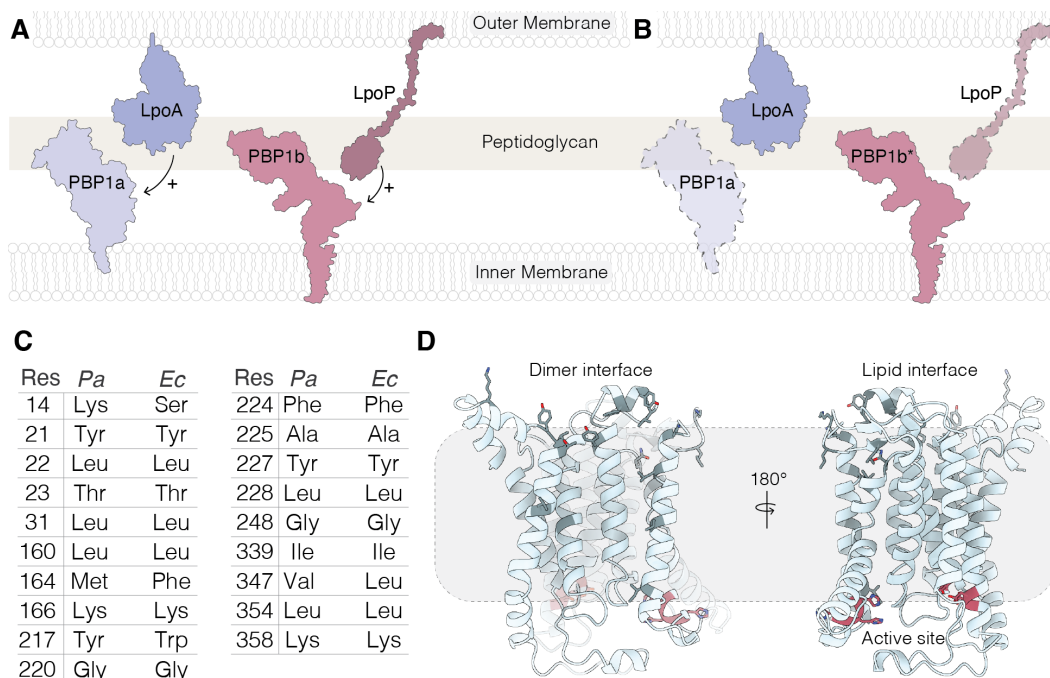 Outer Membrane
A
B
LpoP
LpoP
LpoA
LpoA
Peptidoglycan
PBP1b
PBP1b*
PBP1a
+
+
PBP1a
Inner Membrane
C
D
Res Pa Ec
14 Lys Ser
21 Tyr Tyr
22 Leu Leu
23 Thr Thr
31 Leu Leu
160 Leu Leu
164 Met Phe
166 Lys Lys
217 Tyr Trp
220 Gly Gly
Res Pa Ec
224 Phe Phe
225 Ala Ala
227 Tyr Tyr
228 Leu Leu
248 Gly Gly
339 Ile Ile
347 Val Leu
354 Leu Leu
358 Lys Lys
Dimer interface
Lipid interface
180°
Active site